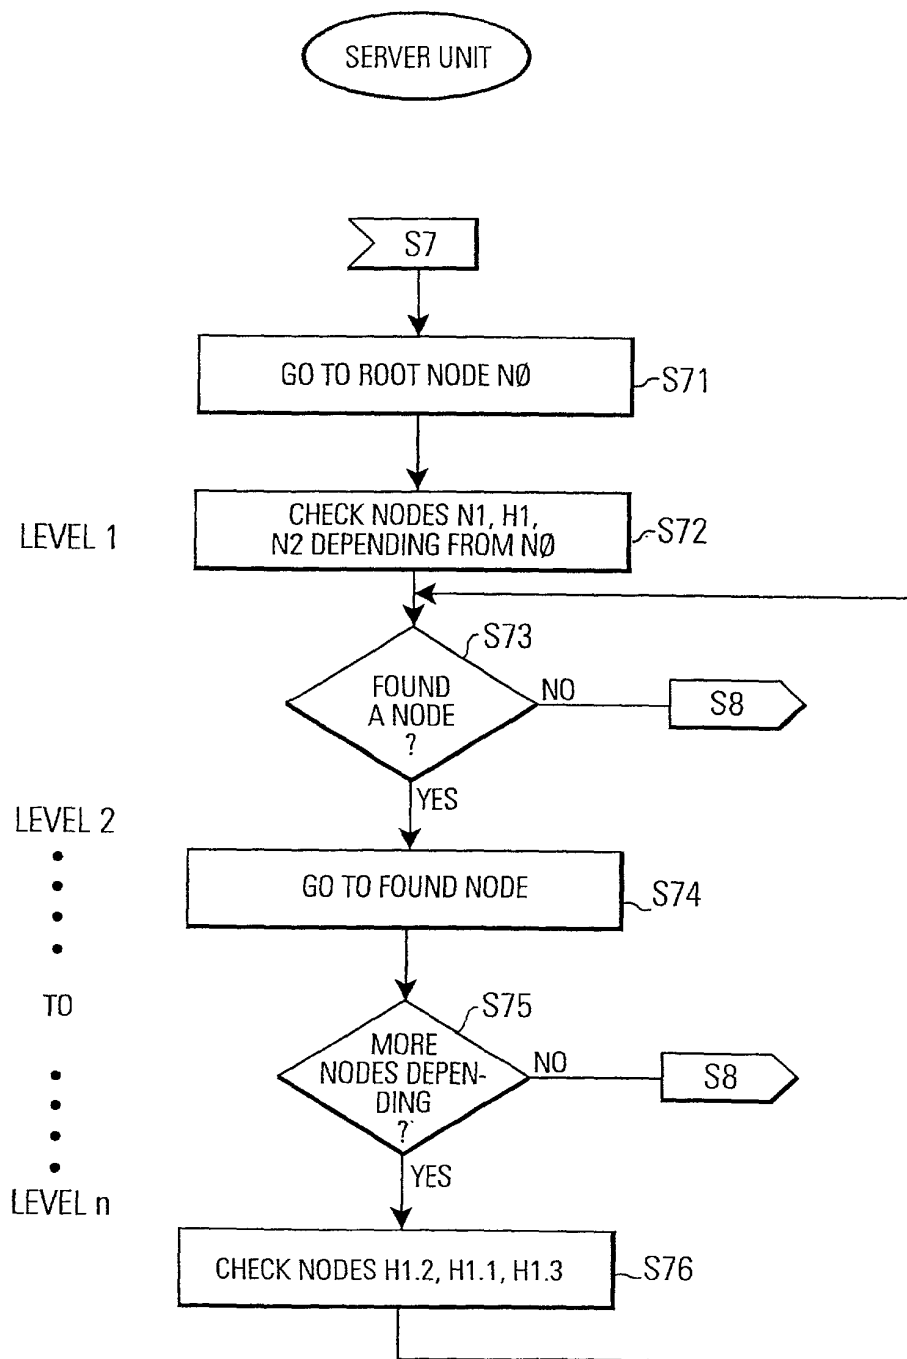 SERVER UNIT
S7
GO TO ROOT NODE NØ
S71
LEVEL 1
CHECK NODES N1, H1,
N2 DEPENDING FROM NØ
S72
S73
FOUND
A NODE
?
NO
S8
YES
LEVEL 2
GO TO FOUND NODE
S74
TO
S75
MORE
NODES DEPEN-
DING
?
NO
S8
YES
LEVEL n
CHECK NODES H1.2, H1.1, H1.3
S76